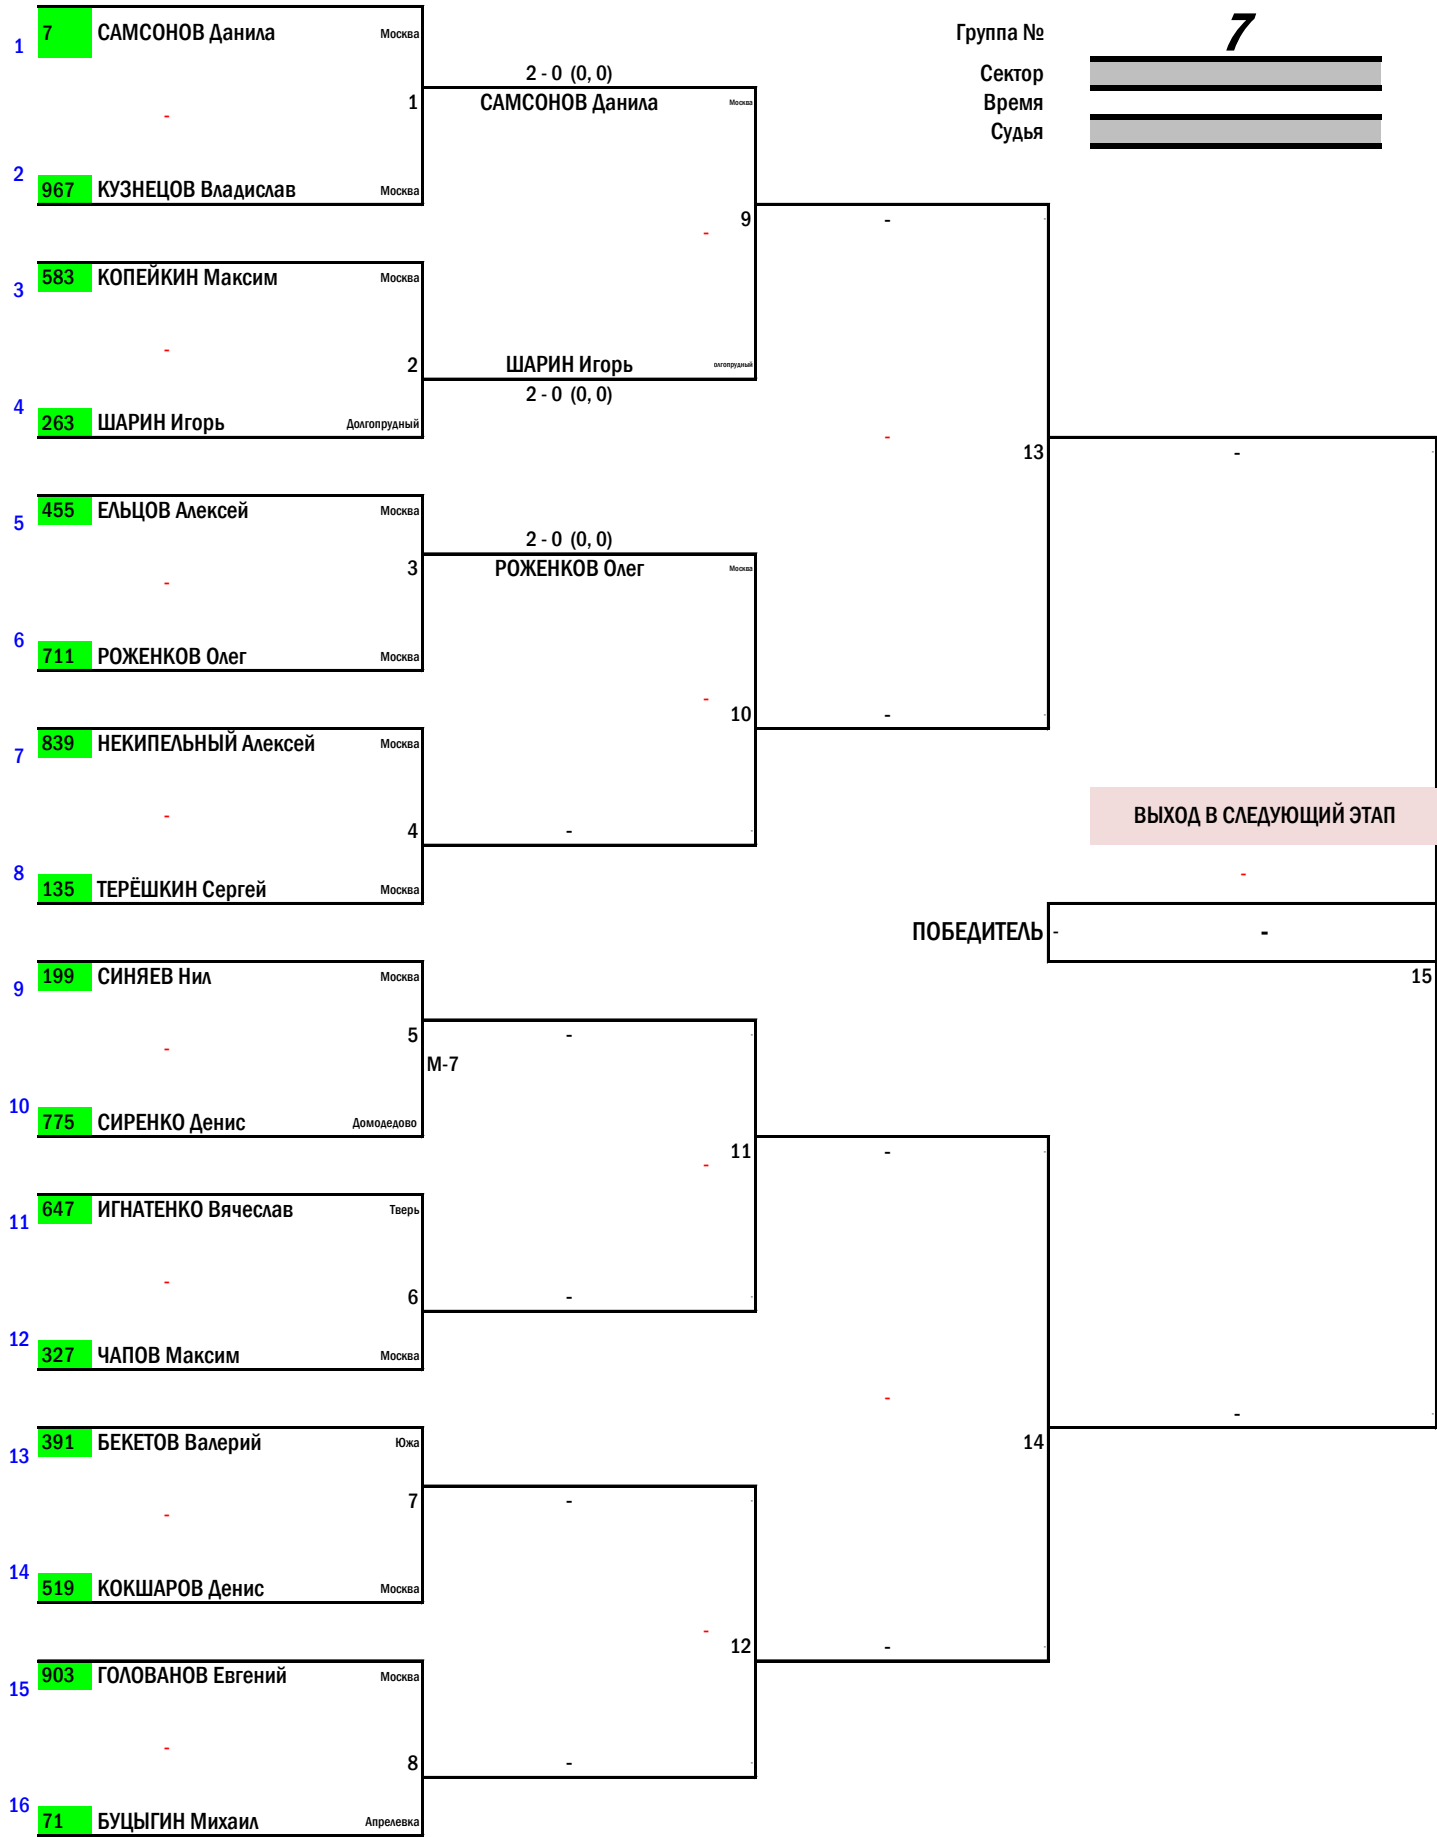 7 САМСОНОВ Данила Москва
Группа № 7
1
2 - 0 (0, 0)
Сектор
1 САМСОНОВ Данила Москва
Время
-
Судья
2
967 КУЗНЕЦОВ Владислав Москва
9 -
-
583 КОПЕЙКИН Максим Москва
3
-
2 ШАРИН Игорь олгопрудный
2 - 0 (0, 0)
4
263 ШАРИН Игорь Долгопрудный
-
13 -
455 ЕЛЬЦОВ Алексей Москва
5
2 - 0 (0, 0)
3 РОЖЕНКОВ Олег Москва
-
6
711 РОЖЕНКОВ Олег Москва
-
10 -
839 НЕКИПЕЛЬНЫЙ Алексей Москва
7
-
ВЫХОД В СЛЕДУЮЩИЙ ЭТАП
4 -
8
-
135 ТЕРЁШКИН Сергей Москва
ПОБЕДИТЕЛЬ - -
199 СИНЯЕВ Нил Москва
15
9
5 -
-
М-7
10
775 СИРЕНКО Денис Домодедово
11 -
-
647 ИГНАТЕНКО Вячеслав Тверь
11
-
6 -
12
327 ЧАПОВ Максим Москва
-
-
391 БЕКЕТОВ Валерий Южа
14
13
7 -
-
14
519 КОКШАРОВ Денис Москва
-
12 -
903 ГОЛОВАНОВ Евгений Москва
15
-
8 -
16
71 БУЦЫГИН Михаил Апрелевка